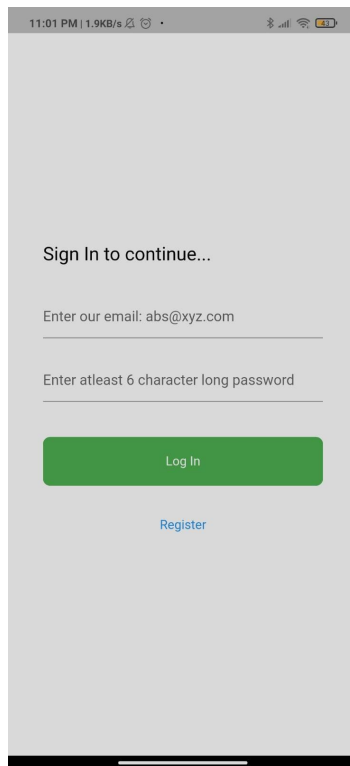 11:01 PM | 1.9KB/s
43
Sign In to continue...
Enter our email: abs@xyz.com
Enter atleast 6 character long password
Log In
Register